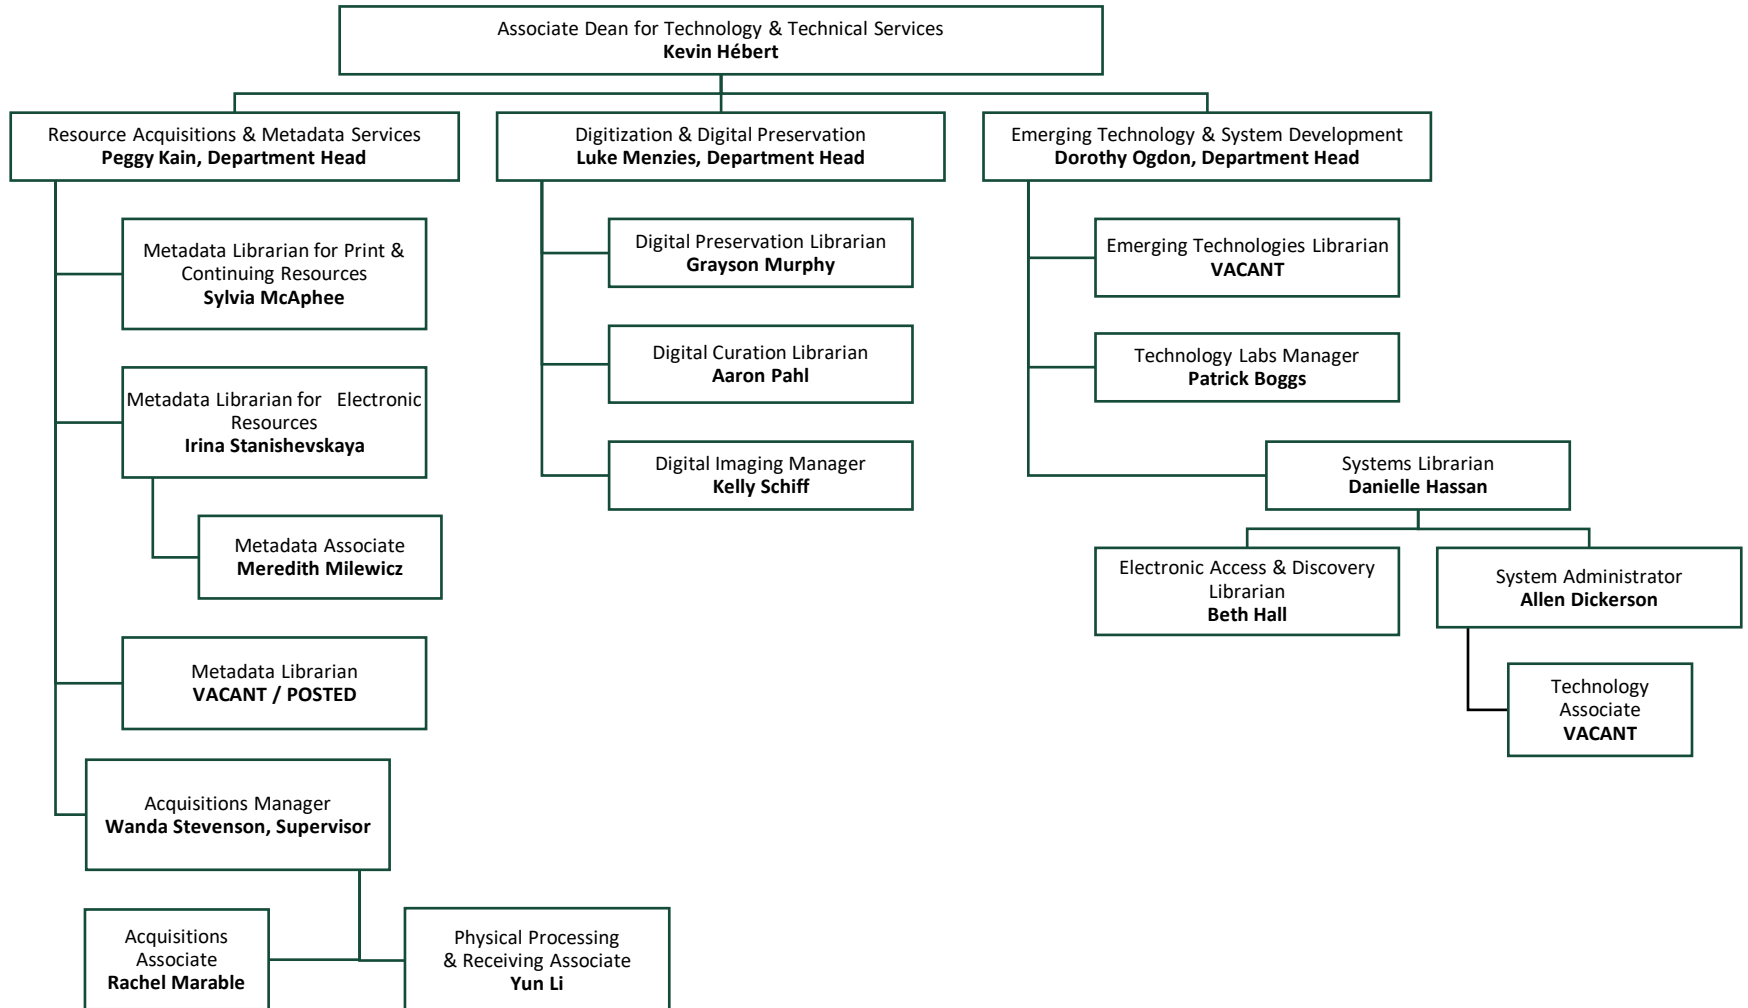 Associate Dean for Technology & Technical Services
Kevin Hébert
Resource Acquisitions & Metadata Services
Peggy Kain, Department Head
Digitization & Digital Preservation
Luke Menzies, Department Head
Emerging Technology & System Development
Dorothy Ogdon, Department Head
Metadata Librarian for Print &
Continuing Resources
Sylvia McAphee
Metadata Librarian for Electronic
Resources
Irina Stanishevskaya
Metadata Associate
Meredith Milewicz
Metadata Librarian
VACANT / POSTED
Acquisitions Manager
Wanda Stevenson, Supervisor
Acquisitions
Associate
Rachel Marable
Physical Processing
& Receiving Associate
Yun Li
Digital Preservation Librarian
Grayson Murphy
Digital Curation Librarian
Aaron Pahl
Digital Imaging Manager
Kelly Schiff
Emerging Technologies Librarian
VACANT
Technology Labs Manager
Patrick Boggs
Systems Librarian
Danielle Hassan
Electronic Access & Discovery
Librarian
Beth Hall
System Administrator
Allen Dickerson
Technology
Associate
VACANT